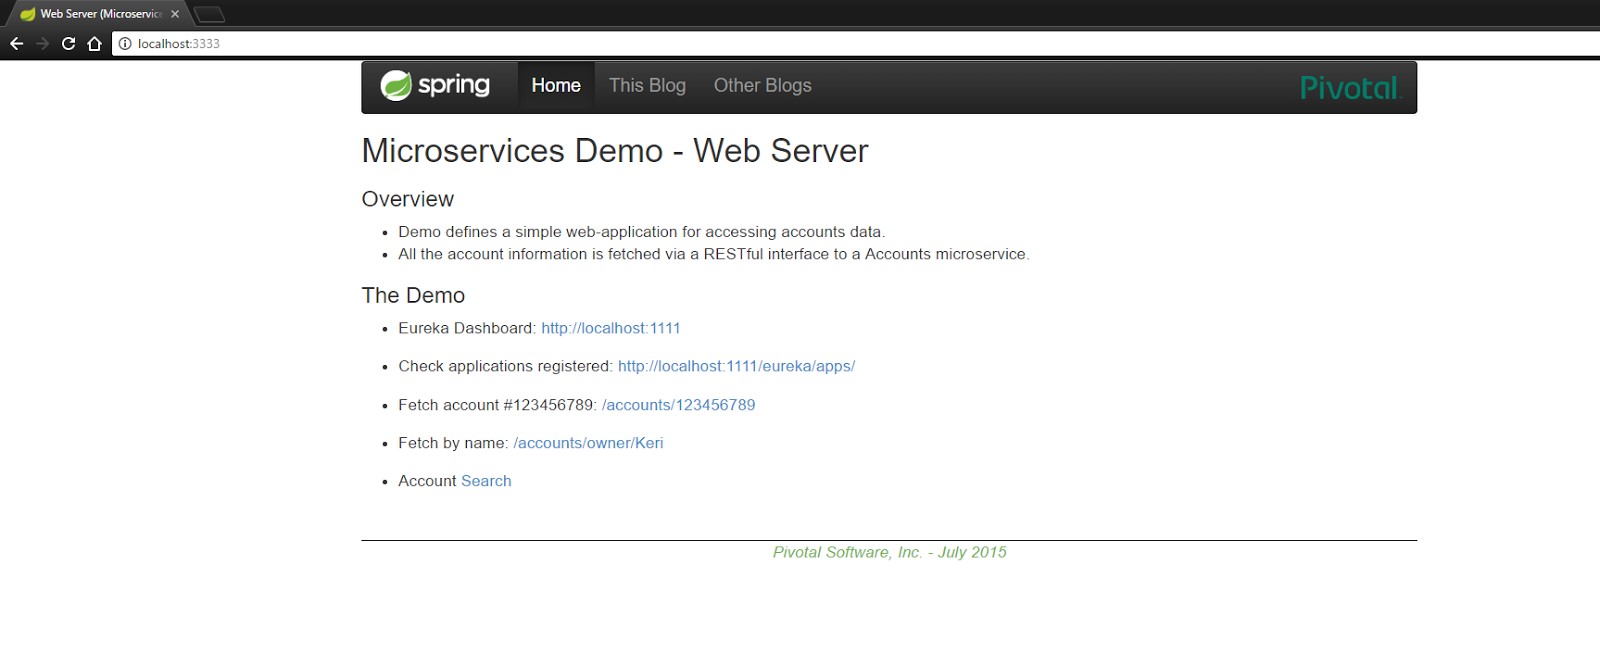 Web Server (Microservic
localhost:3333
spring Home This Blog Other Blogs Pivotal
Microservices Demo - Web Server
Overview
Demo defines a simple web-application for accessing accounts data.
All the account information is fetched via a RESTful interface to a Accounts microservice.
The Demo
Eureka Dashboard: http://localhost:1111
Check applications registered: http://localhost:1111/eureka/apps/
Fetch account #123456789: /accounts/123456789
Fetch by name: /accounts/owner/Keri
Account Search
Pivotal Software, Inc. - July 2015